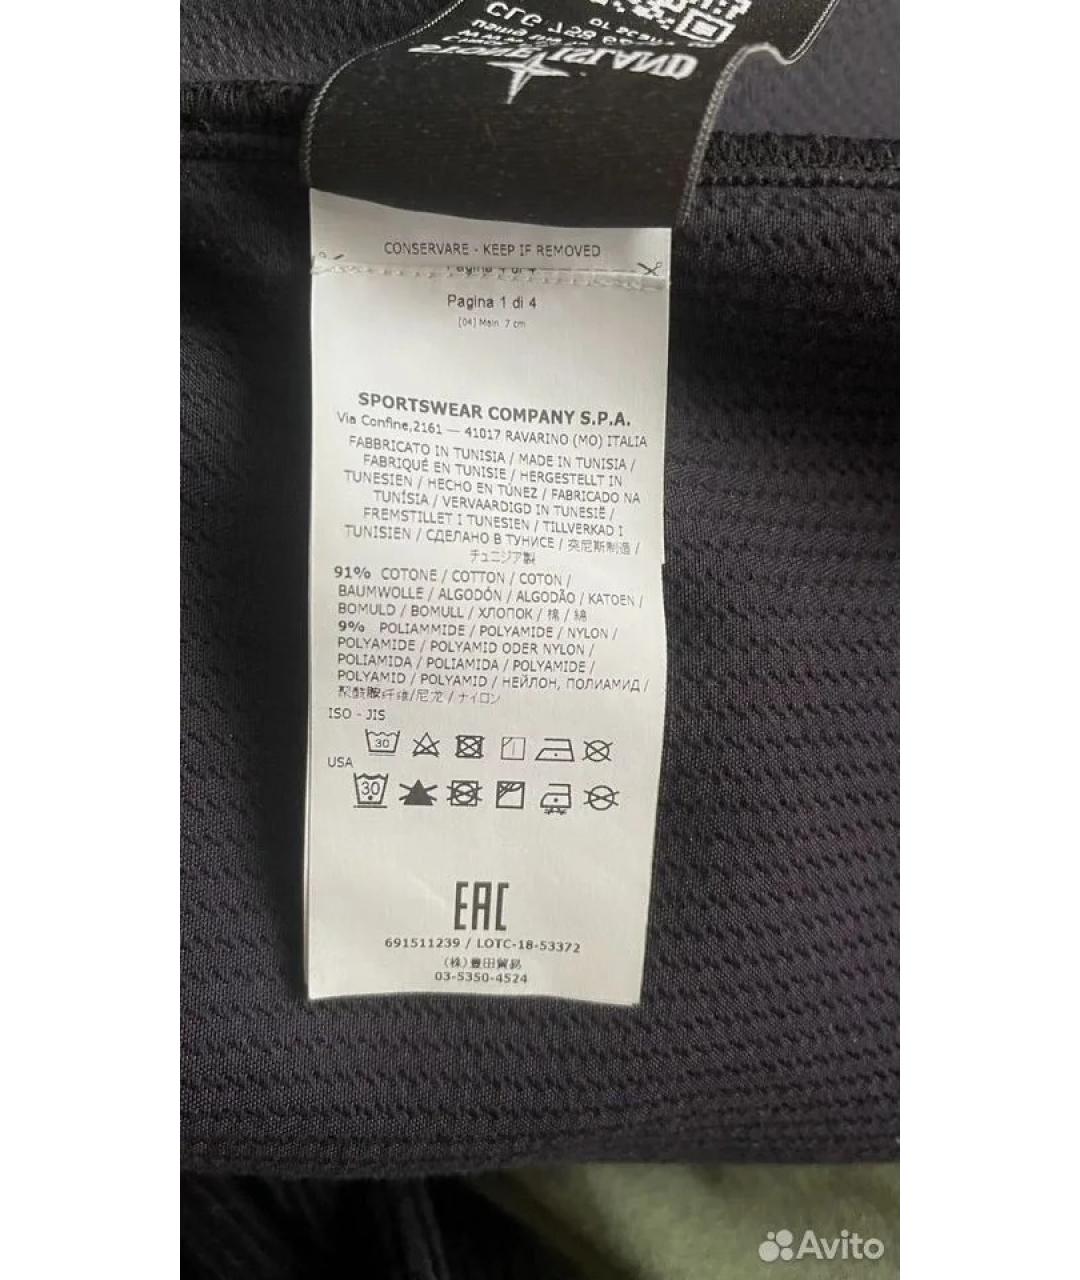 CLG
STONE ISLAND
CONSERVARE - KEEP IF REMOVED
Pagina 1 di 4
[04] Main 7 cm
SPORTSWEAR COMPANY S.P.A.
Via Confine,2161 — 41017 RAVARINO (MO) ITALIA
FABBRICATO IN TUNISIA / MADE IN TUNISIA /
FABRIQUÉ EN TUNISIE / HERGESTELLT IN
TUNESIEN / HECHO EN TÚNEZ / FABRICADO NA
TUNÍSIA / VERVAARDIGD IN TUNESIË /
FREMSTILLET I TUNESIEN / TILLVERKAD I
TUNISIEN / СДЕЛАНО В ТУНИСЕ / 突尼斯制造 /
チュニジア製
91% COTONE / COTTON / COTON /
BAUMWOLLE / ALGODÓN / ALGODÃO / KATOEN /
BOMULD / BOMULL / ХЛОПОК / 棉 / 綿
9% POLIAMMIDE / POLYAMIDE / NYLON /
POLYAMIDE / POLYAMID ODER NYLON /
POLIAMIDA / POLIAMIDA / POLYAMIDE /
POLYAMID / POLYAMID / НЕЙЛОН, ПОЛИАМИД /
聚酰胺纤维/尼龙 / ナイロン
ISO - JIS
30
USA
30
EAC
691511239 / LOTC-18-53372
(株)豊田貿易
03-5350-4524
Avito